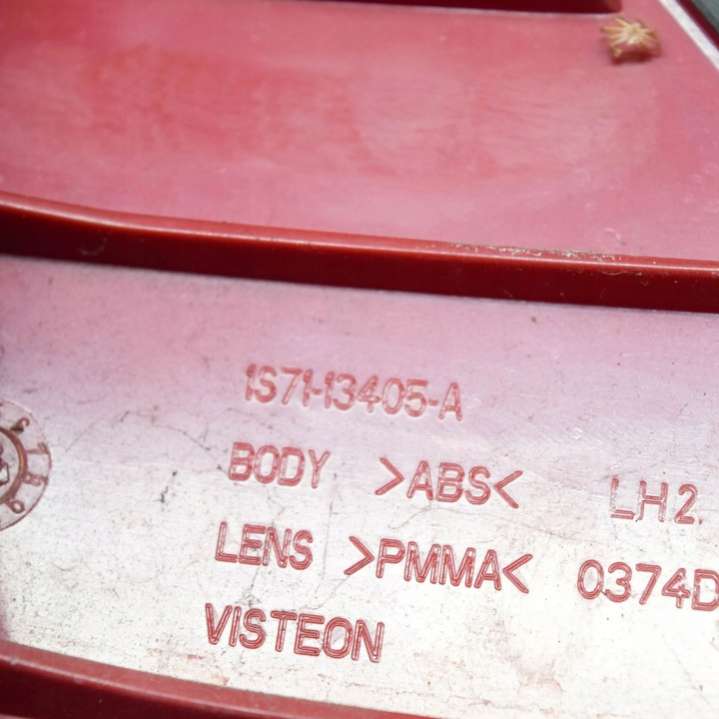 1S71-13405-A
BODY >ABS< LH2.
LENS >PMMA< 0374D
VISTEON